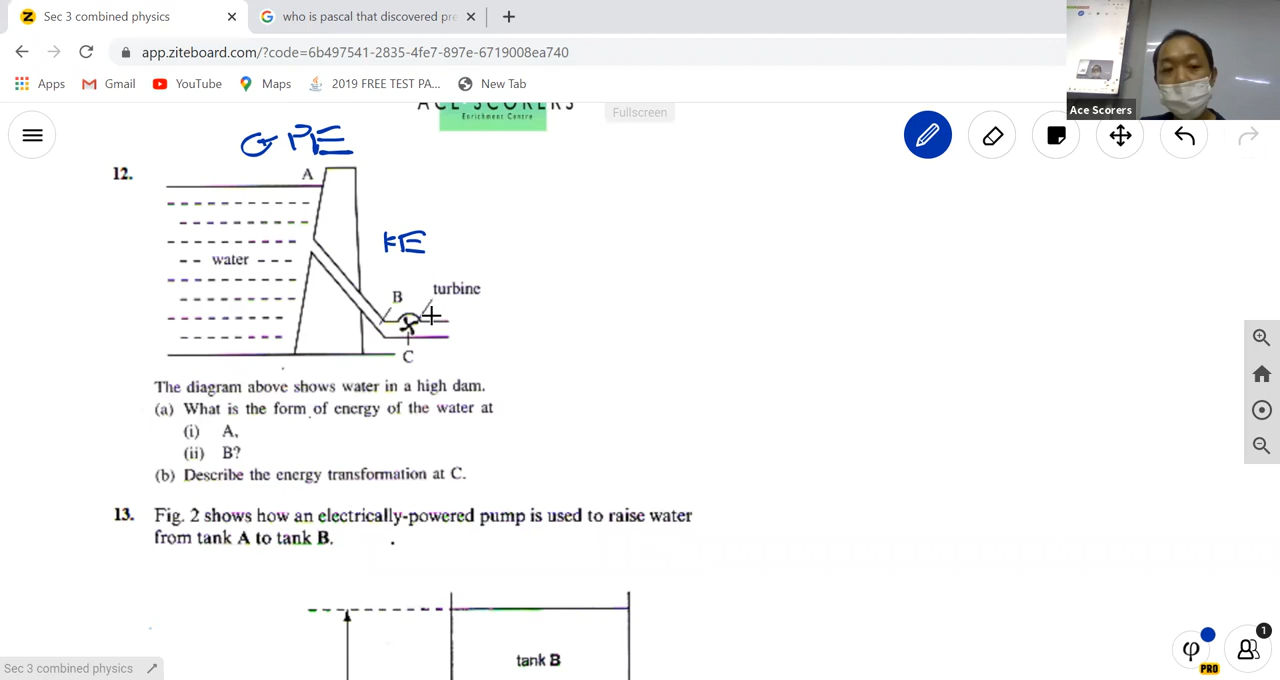 Sec 3 combined physics
who is pascal that discovered pre
app.ziteboard.com/?code=6b497541-2835-4fe7-897e-6719008ea740
Apps
Gmail
YouTube
Maps
2019 FREE TEST PA...
New Tab
Ace Scorers
ACE SCORERS
Enrichment Centre
Fullscreen
GPE
12.
A
KE
water
B
turbine
C
The diagram above shows water in a high dam.
(a) What is the form of energy of the water at
(i) A,
(ii) B?
(b) Describe the energy transformation at C.
13. Fig. 2 shows how an electrically-powered pump is used to raise water
from tank A to tank B.
tank B
Sec 3 combined physics
PRO
1